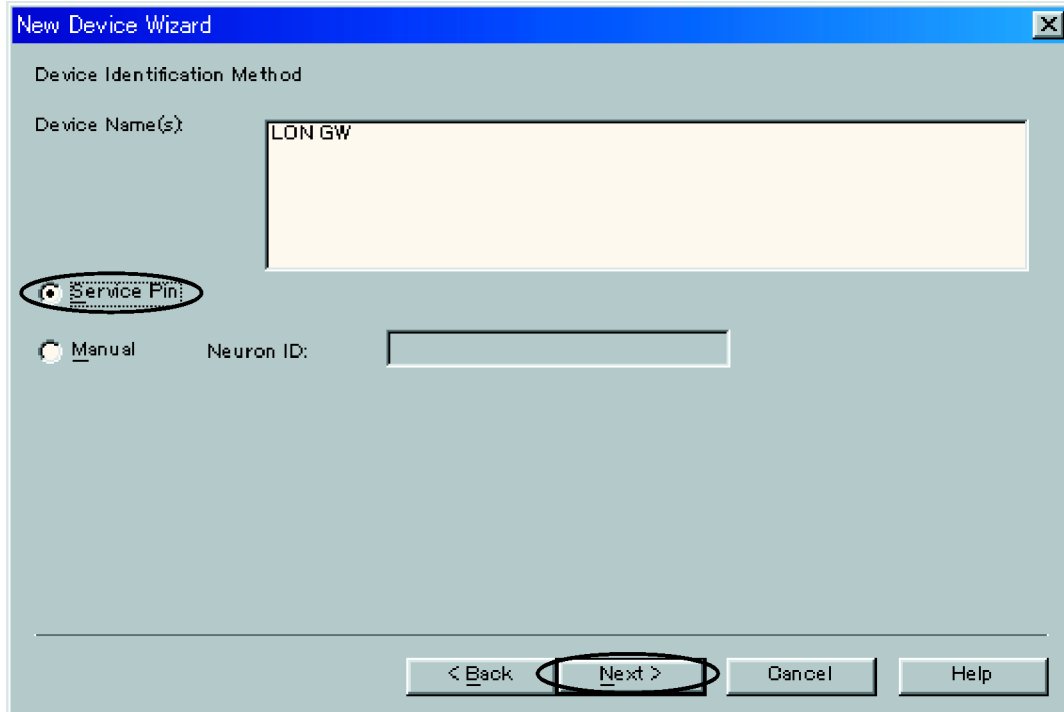 New Device Wizard
Device Identification Method
Device Name(s):
LON GW
Service Pin
Manual Neuron ID:
< Back Next > Cancel Help